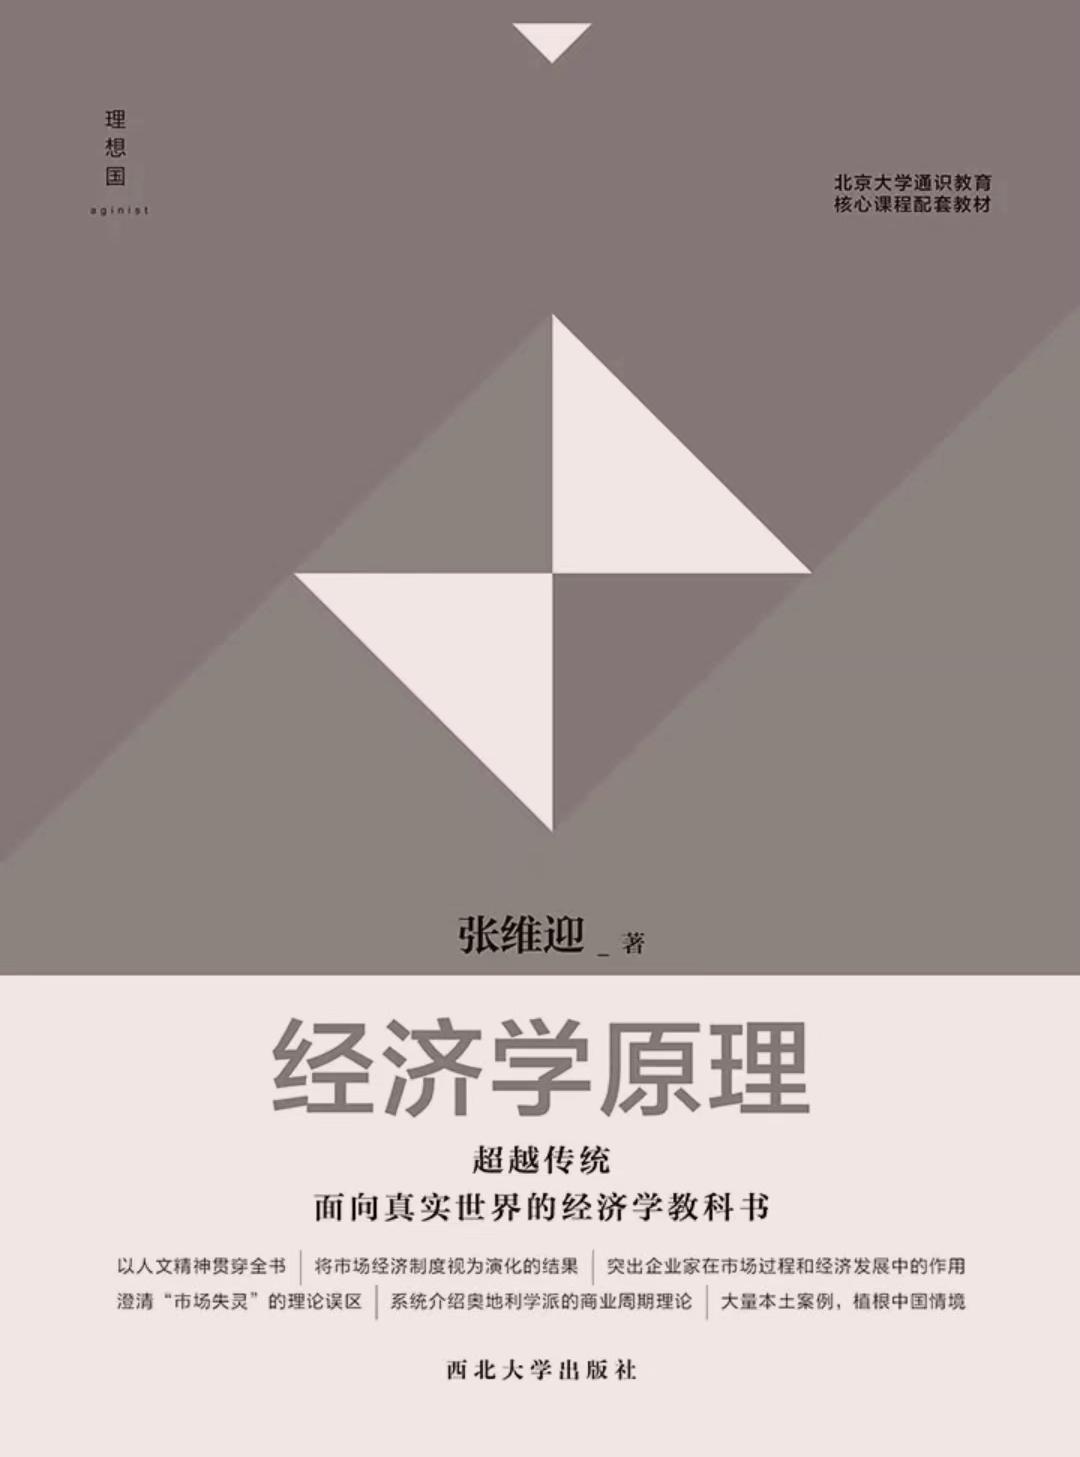 理想国
aginist
北京大学通识教育
核心课程配套教材
张维迎_著
经济学原理
超越传统
面向真实世界的经济学教科书
以人文精神贯穿全书｜将市场经济制度视为演化的结果｜突出企业家在市场过程和经济发展中的作用
澄清“市场失灵”的理论误区｜系统介绍奥地利学派的商业周期理论｜大量本土案例，植根中国情境
西北大学出版社